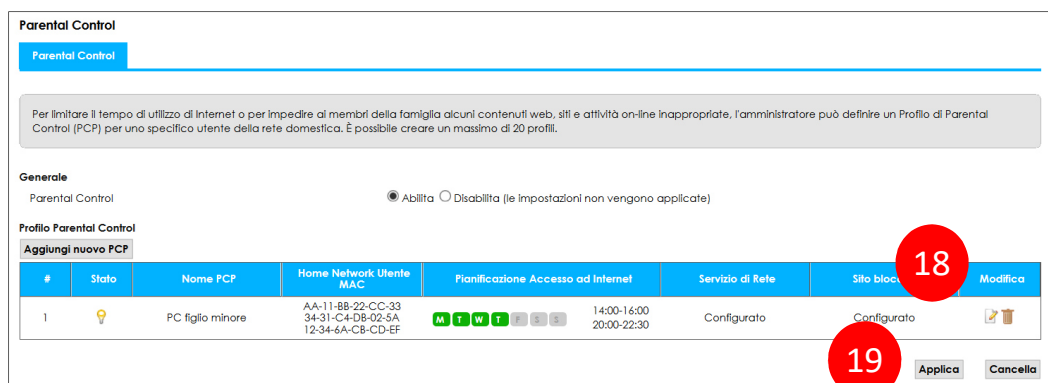 Parental Control
Parental Control
Per limitare il tempo di utilizzo di Internet o per impedire ai membri della famiglia alcuni contenuti web, siti e attività on-line inappropriate, l'amministratore può definire un Profilo di Parental
Control (PCP) per uno specifico utente della rete domestica. È possibile creare un massimo di 20 profili.
Generale
Parental Control Abilita Disabilita (le impostazioni non vengono applicate)
Profilo Parental Control
Aggiungi nuovo PCP
18
# Stato Nome PCP Home Network Utente MAC Pianificazione Accesso ad Internet Servizio di Rete Sito Modifica
1 PC figlio minore AA-11-BB-22-CC-33 M T W T F S S 14:00-16:00 Configurato Configurato
34-31-C4-DB-02-5A 20:00-22:30
12-34-6A-CB-CD-EF
19
Applica Cancella